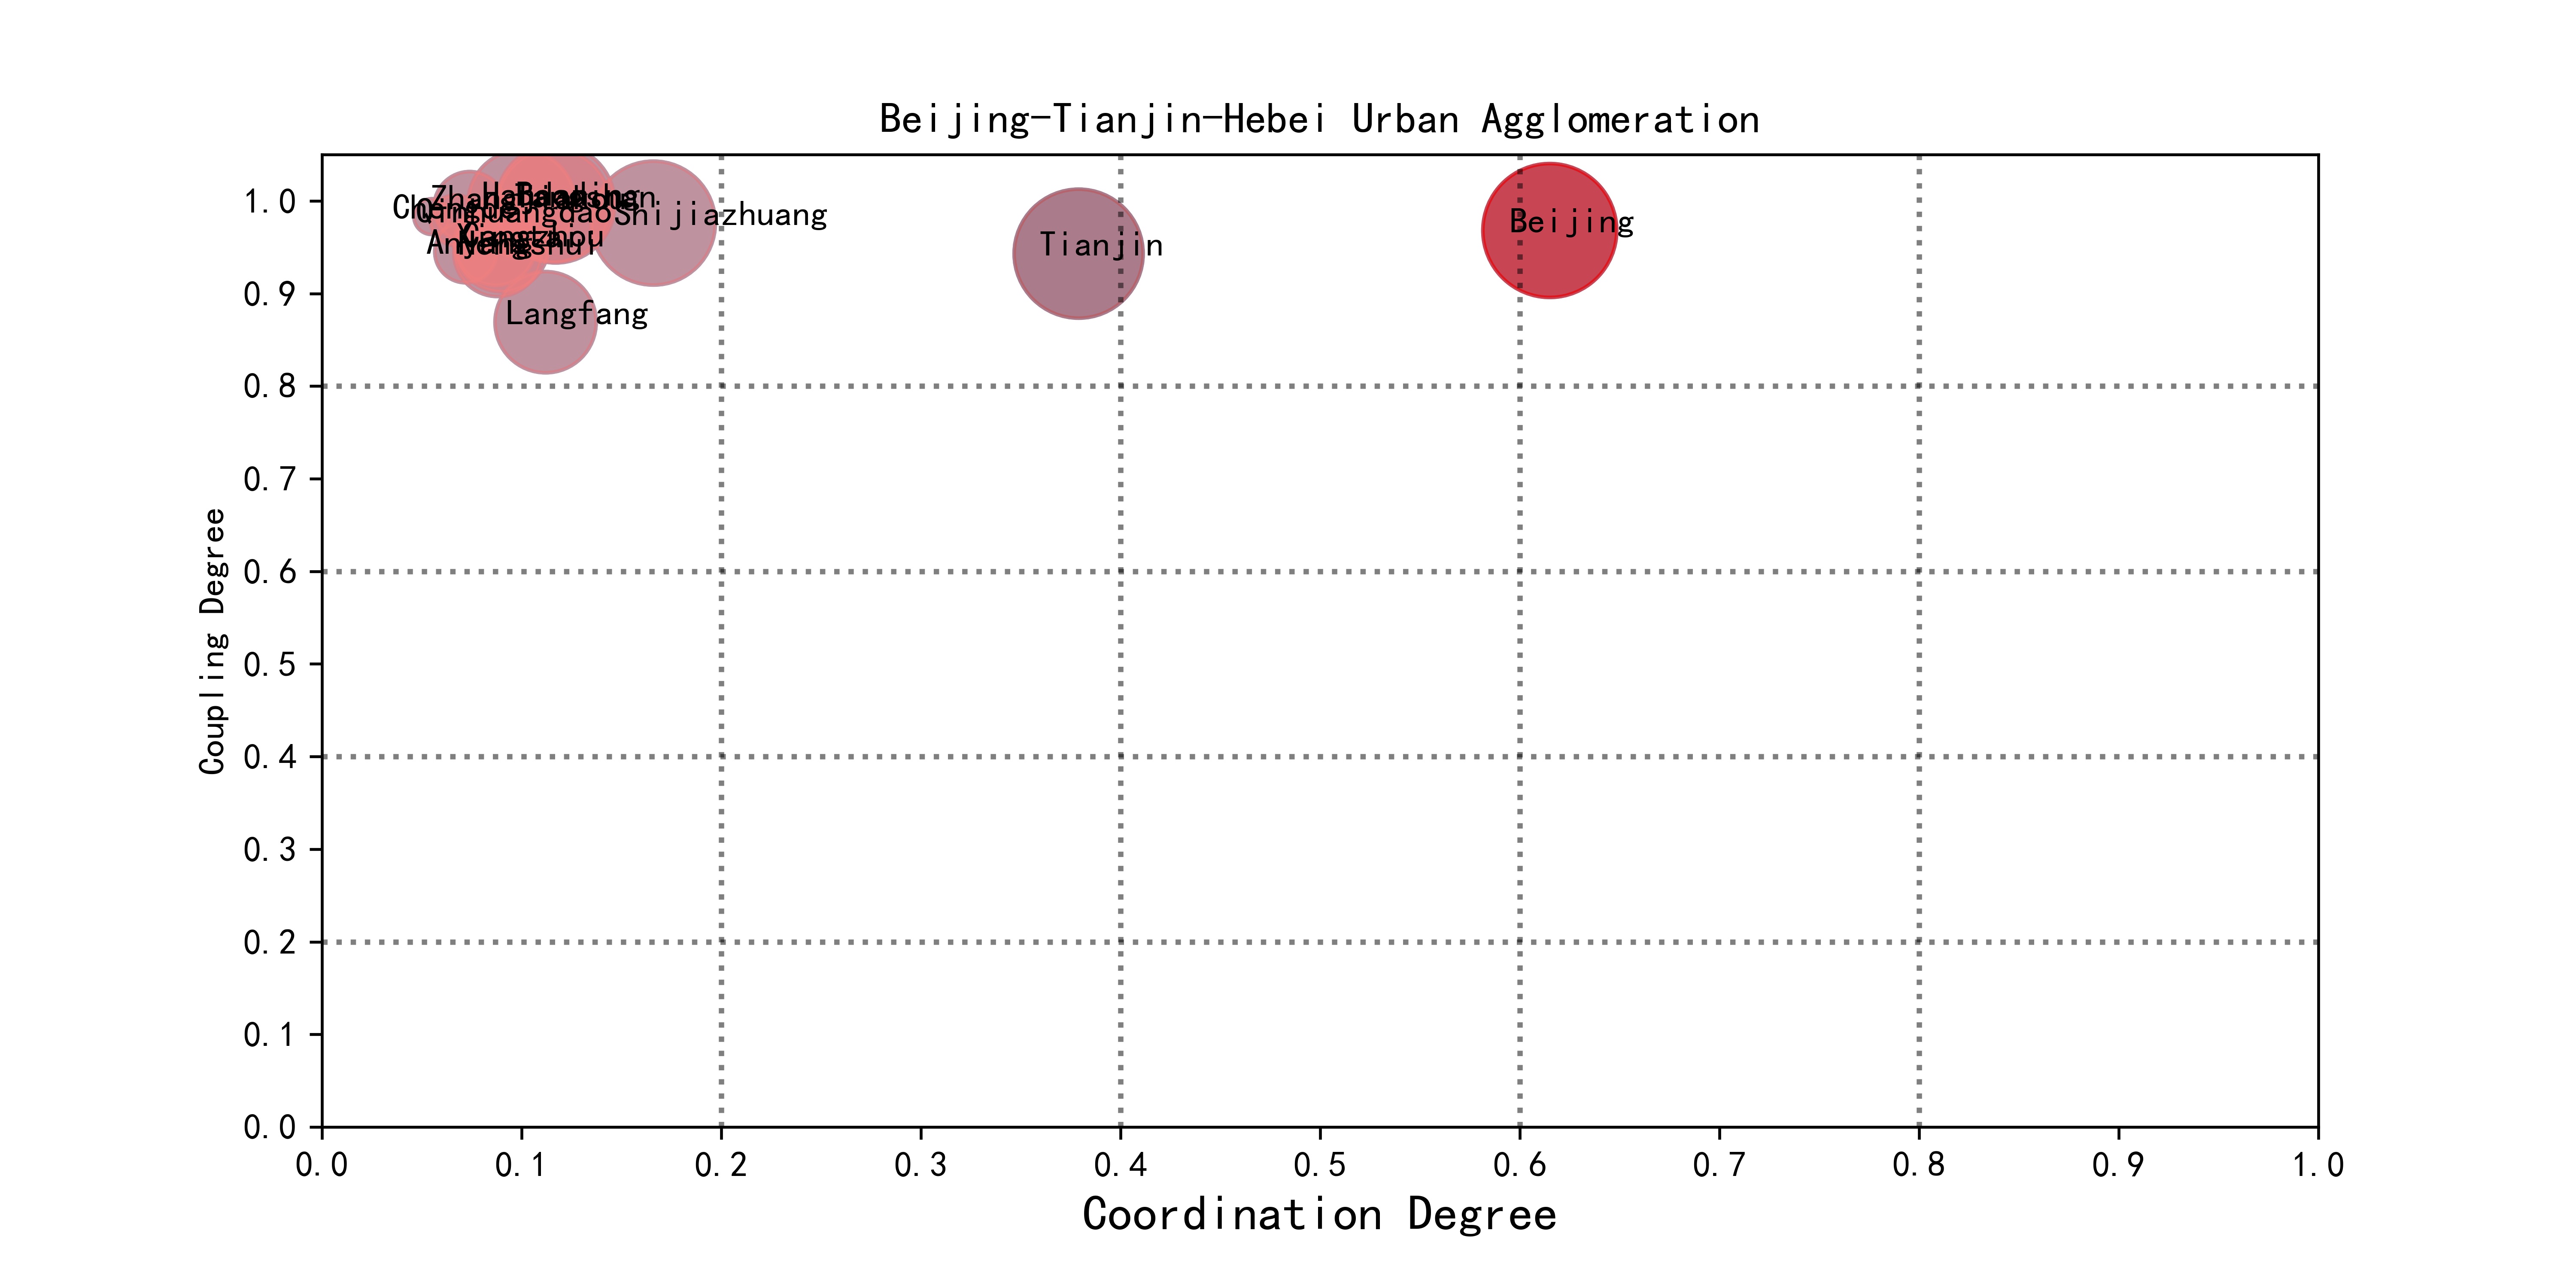 Beijing-Tianjin-Hebei Urban Agglomeration
Coupling Degree
1.0
0.9
0.8
0.7
0.6
0.5
0.4
0.3
0.2
0.1
0.0
Qinhuangdao
Shijiazhuang
Tianjin
Beijing
Langfang
0.0 0.1 0.2 0.3 0.4 0.5 0.6 0.7 0.8 0.9 1.0
Coordination Degree